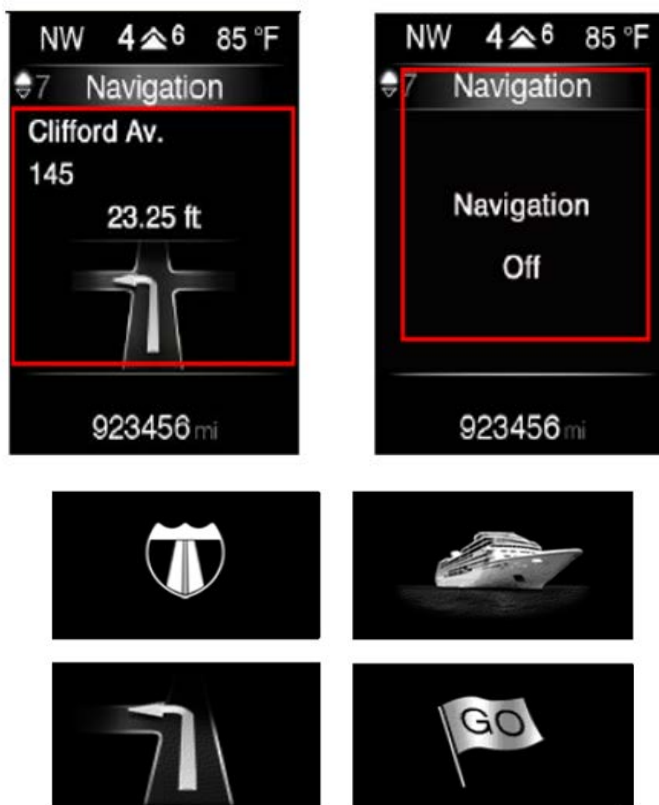 NW 4 6 85 °F
7 Navigation
Clifford Av.
145
23.25 ft
923456 mi
NW 4 6 85 °F
7 Navigation
Navigation
Off
923456 mi
GO